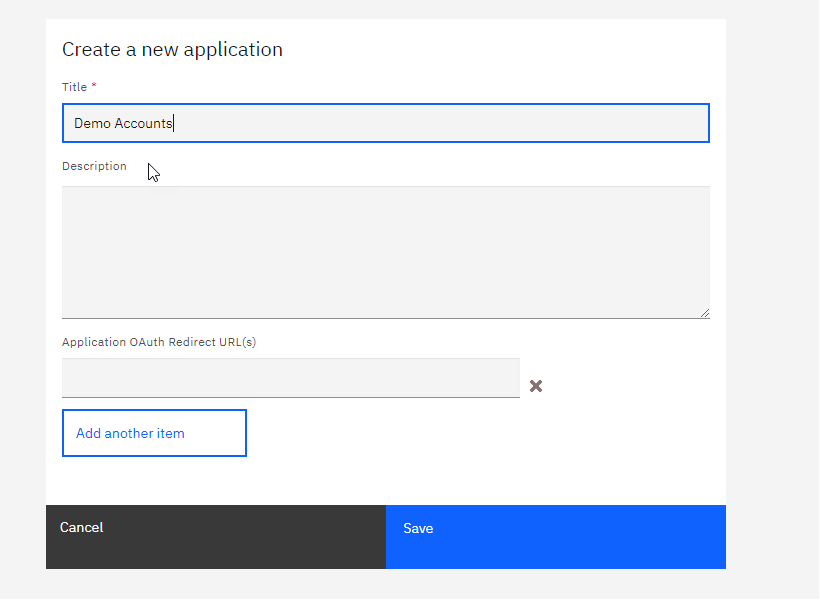 Create a new application
Title *
Demo Accounts
Description
Application OAuth Redirect URL(s)
Add another item
Cancel
Save